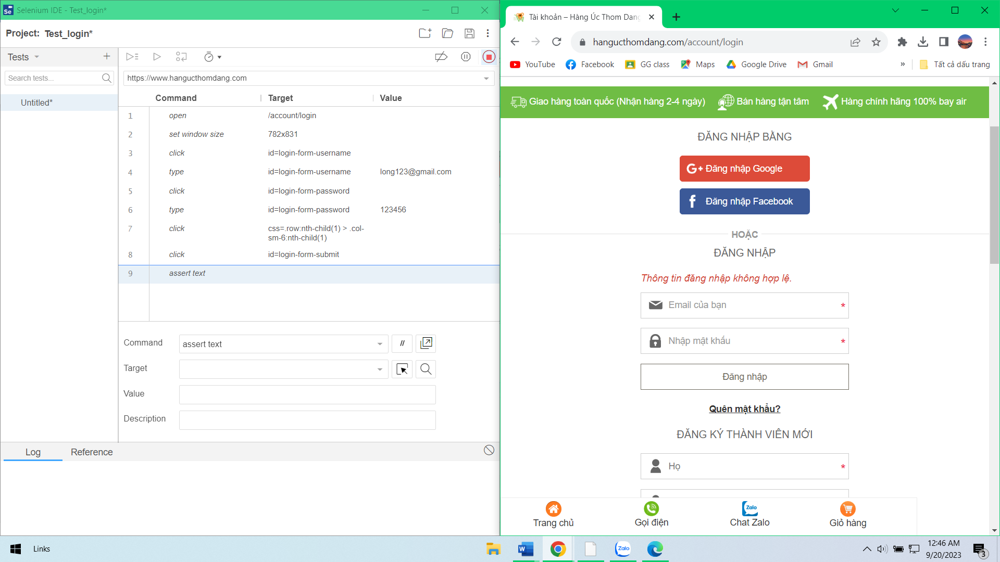 Selenium IDE - Test_login*
Project: Test_login*
Tests
Search tests...
Untitled*
https://www.hangucthomdang.com
Command Target Value
1 open /account/login
2 set window size 782x831
3 click id=login-form-username
4 type id=login-form-username long123@gmail.com
5 click id=login-form-password
6 type id=login-form-password 123456
7 click css=.row:nth-child(1) > .col-
sm-6:nth-child(1)
8 click id=login-form-submit
9 assert text
Command assert text //
Target
Value
Description
Log Reference
Tài khoản – Hàng Úc Thom Dang
hangucthomdang.com/account/login
YouTube Facebook GG class Maps Google Drive Gmail » Tất cả dấu trang
Giao hàng toàn quốc (Nhận hàng 2-4 ngày) Bán hàng tận tâm Hàng chính hãng 100% bay air
ĐĂNG NHẬP BẰNG
G+ Đăng nhập Google
f Đăng nhập Facebook
HOẶC
ĐĂNG NHẬP
Thông tin đăng nhập không hợp lệ.
Email của bạn *
Nhập mật khẩu *
Đăng nhập
Quên mật khẩu?
ĐĂNG KÝ THÀNH VIÊN MỚI
Họ *
Zalo
Trang chủ Gọi điện Chat Zalo Giỏ hàng
Links
W
Zalo
12:46 AM
9/20/2023
3